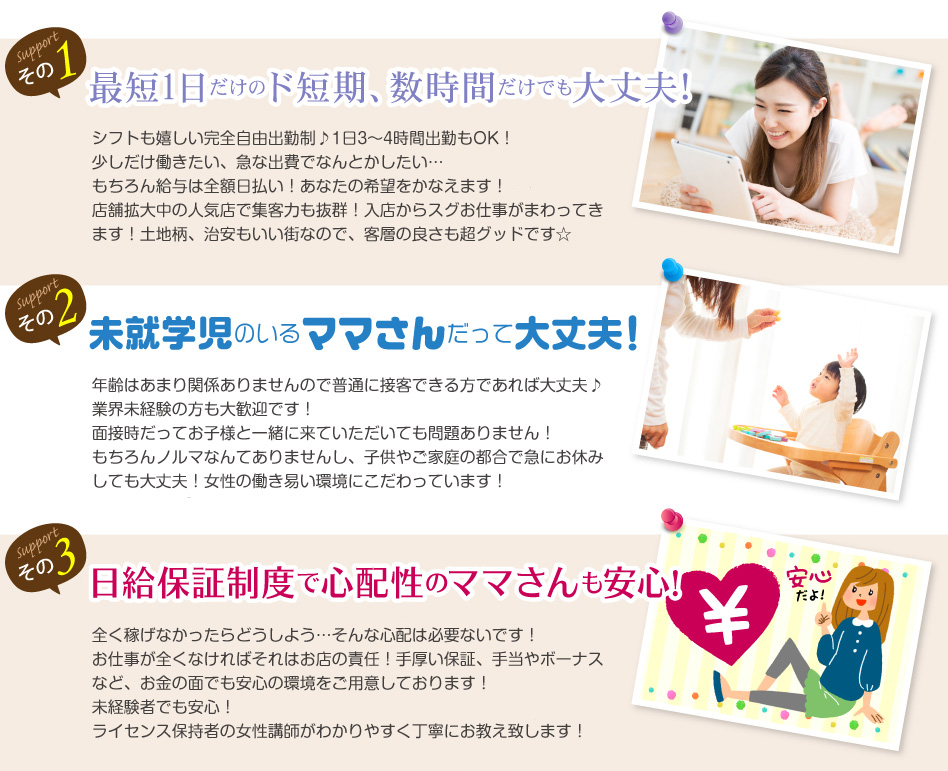 support
その1
最短1日だけのド短期、数時間だけでも大丈夫!
シフトも嬉しい完全自由出勤制♪1日3〜4時間出勤もOK！
少しだけ働きたい、急な出費でなんとかしたい…
もちろん給与は全額日払い！あなたの希望をかなえます！
店舗拡大中の人気店で集客力も抜群！入店からスグお仕事がまわってき
ます！土地柄、治安もいい街なので、客層の良さも超グッドです☆
support
その2
未就学児のいるママさんだって大丈夫!
年齢はあまり関係ありませんので普通に接客できる方であれば大丈夫♪
業界未経験の方も大歓迎です！
面接時だってお子様と一緒に来ていただいても問題ありません！
もちろんノルマなんてありませんし、子供やご家庭の都合で急にお休み
しても大丈夫！女性の働き易い環境にこだわっています！
support
その3
日給保証制度で心配性のママさんも安心!
全く稼げなかったらどうしよう…そんな心配は必要ないです！
お仕事が全くなければそれはお店の責任！手厚い保証、手当やボーナス
など、お金の面でも安心の環境をご用意しております！
未経験者でも安心！
ライセンス保持者の女性講師がわかりやすく丁寧にお教え致します！
¥
安心
だよ!